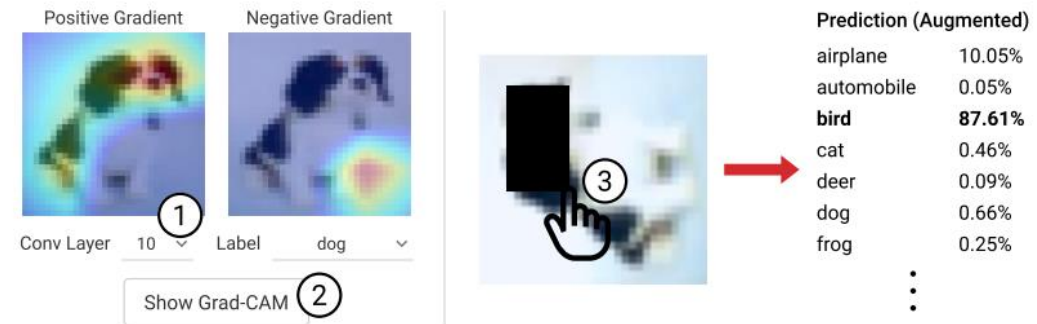 Positive Gradient
Negative Gradient
1
Conv Layer 10
Label dog
Show Grad-CAM 2
3
Prediction (Augmented)
airplane 10.05%
automobile 0.05%
bird 87.61%
cat 0.46%
deer 0.09%
dog 0.66%
frog 0.25%